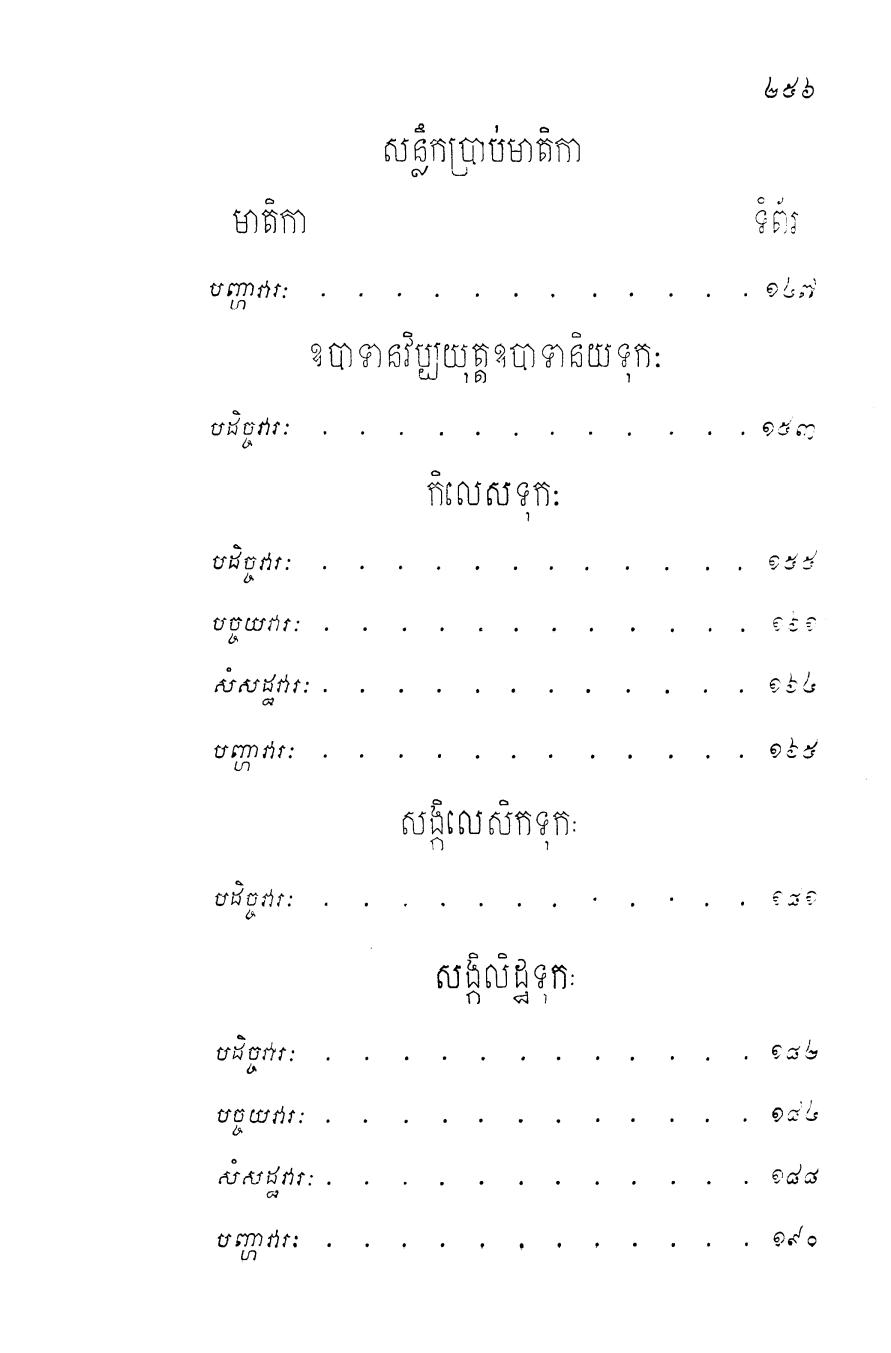 ២៥៦
សន្លឹកប្រាប់មាតិកា
មាតិកា ទំព័រ
បញ្ហាវារៈ . . . . . . . . . . . . ១៤៧
ឧបាទានវិប្បយុត្តឧបាទានិយទុកៈ
បដិច្ចវារៈ . . . . . . . . . . . . ១៥៣
កិលេសទុកៈ
បដិច្ចវារៈ . . . . . . . . . . . . ១៥៥
បច្ចយវារៈ . . . . . . . . . . . . ១៦១
សំសដ្ឋវារៈ . . . . . . . . . . . . ១៦៤
បញ្ហាវារៈ . . . . . . . . . . . . ១៦៥
សង្កិលេសិកទុកៈ
បដិច្ចវារៈ . . . . . . . . . . . . ១៨១
សង្កិលិដ្ឋទុកៈ
បដិច្ចវារៈ . . . . . . . . . . . . ១៨២
បច្ចយវារៈ . . . . . . . . . . . . ១៨៤
សំសដ្ឋវារៈ . . . . . . . . . . . . ១៨៨
បញ្ហាវារៈ . . . . . . . . . . . . ១៩០